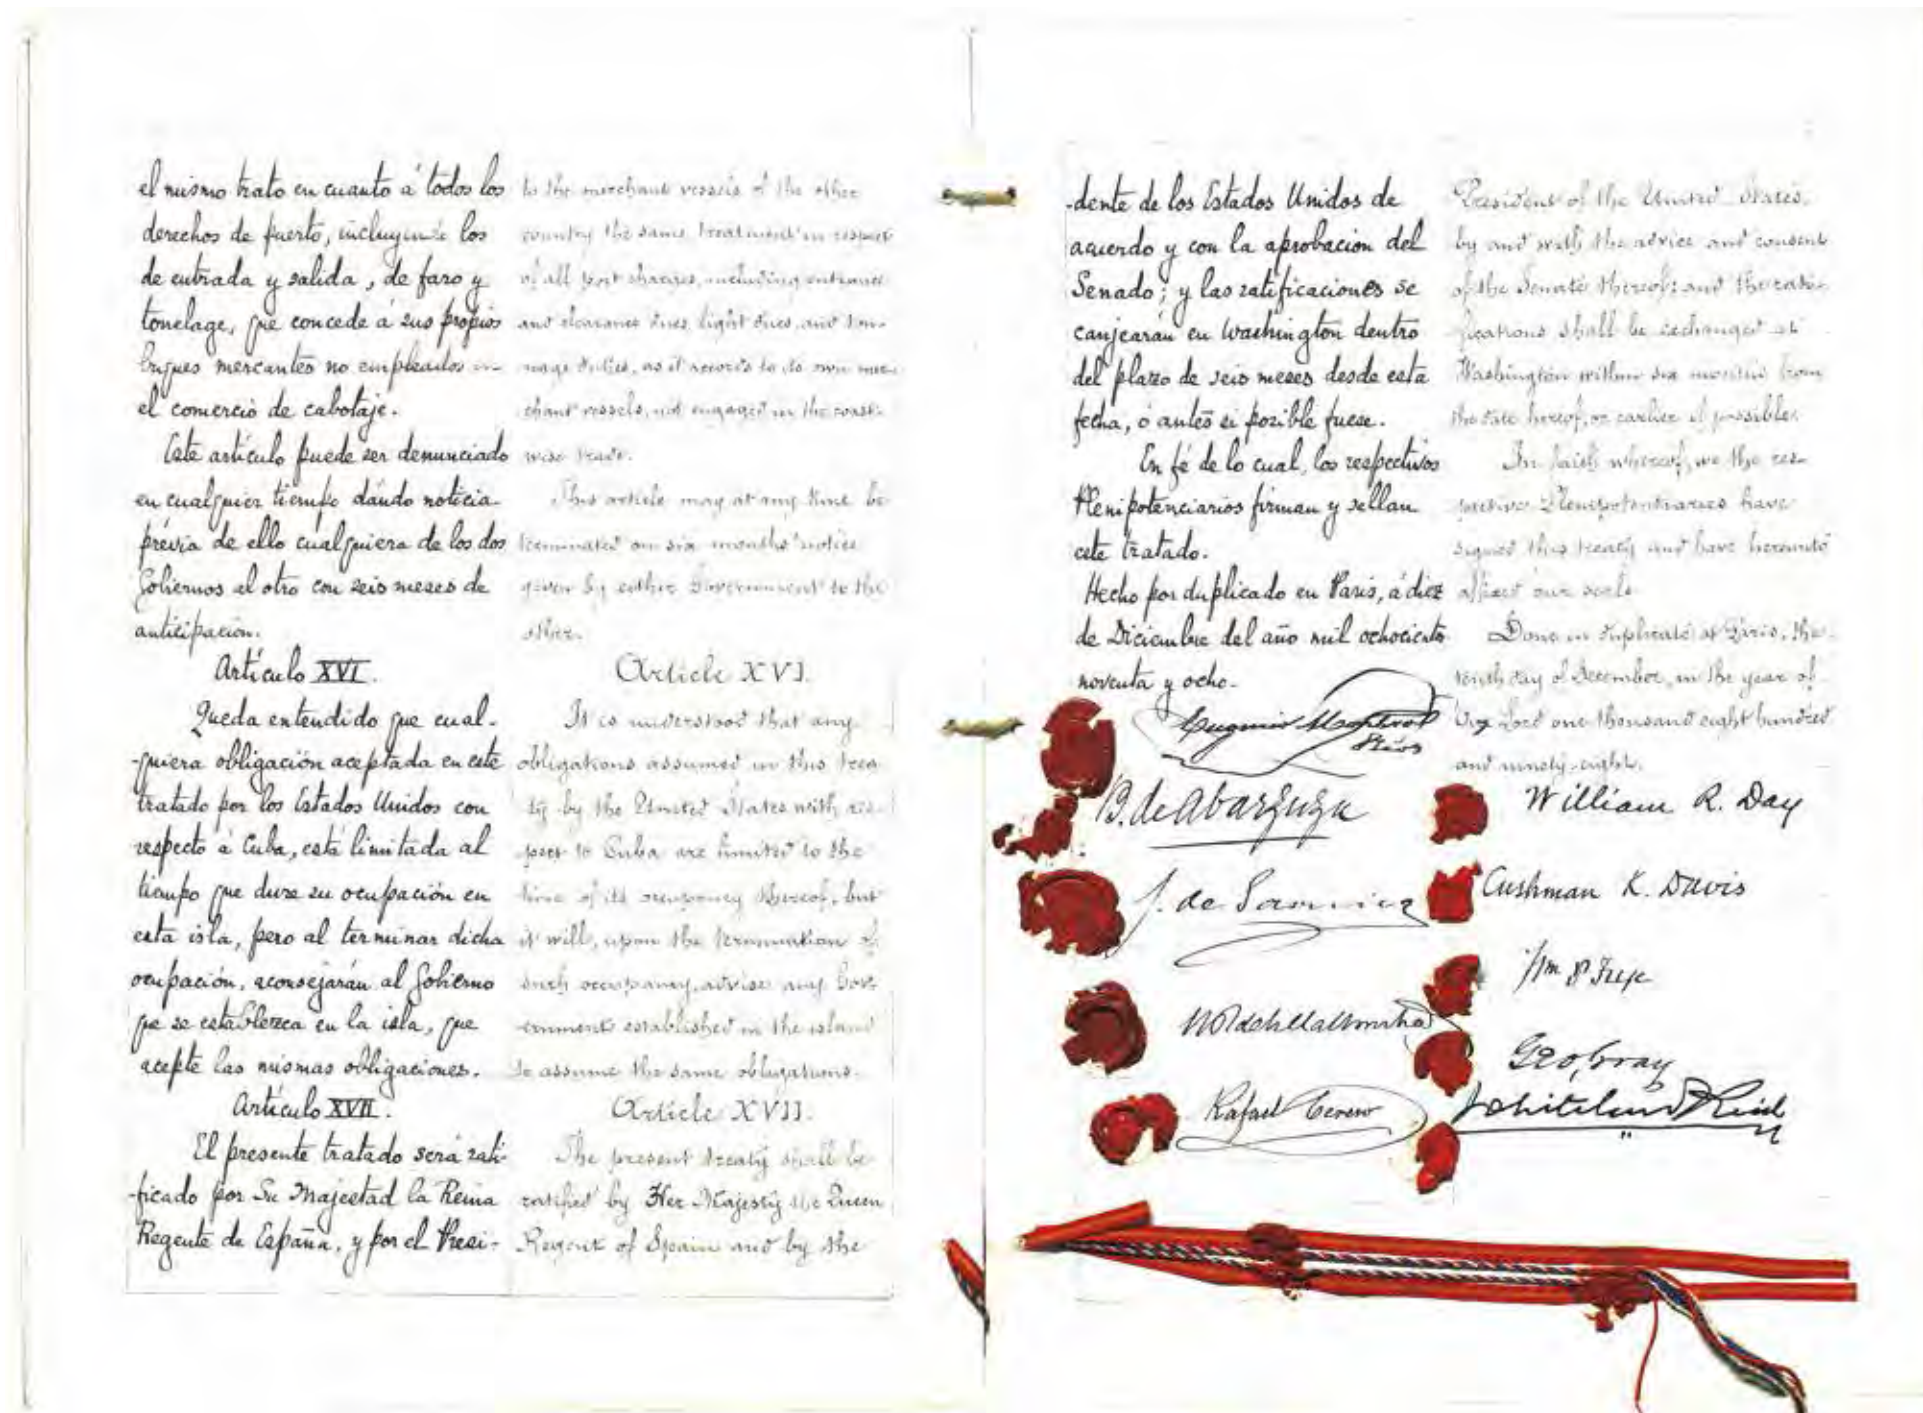 el mismo trato en cuanto á todos los
derechos de puerto, incluyendo los
de entrada y salida, de faro y
tonelage, que concede á sus propios
buques mercantes no empleados en
el comercio de cabotaje.
Este artículo puede ser denunciado
en cualquier tiempo dando noticia
prévia de ello cualquiera de los dos
Gobiernos al otro con seis meses de
anticipación.
Artículo XVI.
Queda entendido que cual-
-quiera obligación aceptada en este
tratado por los Estados Unidos con
respecto á Cuba, está limitada al
tiempo que dure su ocupación en
esta isla, pero al terminar dicha
ocupación, aconsejarán al Gobierno
que se establezca en la isla, que
acepte las mismas obligaciones.
Artículo XVII.
El presente tratado será rati-
-ficado por Su Majestad la Reina
Regente de España, y por el Presi-
to the merchant vessels of the other
country the same treatment in respect
of all port charges, including entrance
and clearance dues, light dues, and ton-
nage duties, as it accords to its own mer-
chant vessels, not engaged in the coast-
wise trade.
This article may at any time be
terminated on six months' notice
given by either Government to the
other.
Article XVI.
It is understood that any
obligations assumed in this trea-
ty by the United States with res-
pect to Cuba are limited to the
time of its occupancy thereof, but
it will, upon the termination of
such occupancy, advise any Gov-
ernment established in the island
to assume the same obligations.
Article XVII.
The present treaty shall be
ratified by Her Majesty the Queen
Regent of Spain and by the
-dente de los Estados Unidos de
acuerdo y con la aprobación del
Senado; y las ratificaciones se
canjearán en Washington dentro
del plazo de seis meses desde esta
fecha, ó antes si posible fuese.
En fé de lo cual, los respectivos
Plenipotenciarios firman y sellan
este tratado.
Hecho por duplicado en Paris, á diez
de Diciembre del año mil ochocientos
noventa y ocho.
Eugenio Montero
Ríos
B. de Abarzuza
J. de Garnica
W R de Villa Urrutia
Rafael Cerero
President of the United States,
by and with the advice and consent
of the Senate thereof; and the rati-
fications shall be exchanged at
Washington within six months from
the date hereof, or earlier if possible.
In faith whereof, we the res-
pective Plenipotentiaries have
signed this treaty and have hereunto
affixed our seals.
Done in duplicate at Paris, the
tenth day of December, in the year of
Our Lord one thousand eight hundred
and ninety-eight.
William R. Day
Cushman K. Davis
Wm P Frye
Geo, Gray
Whitelaw Reid